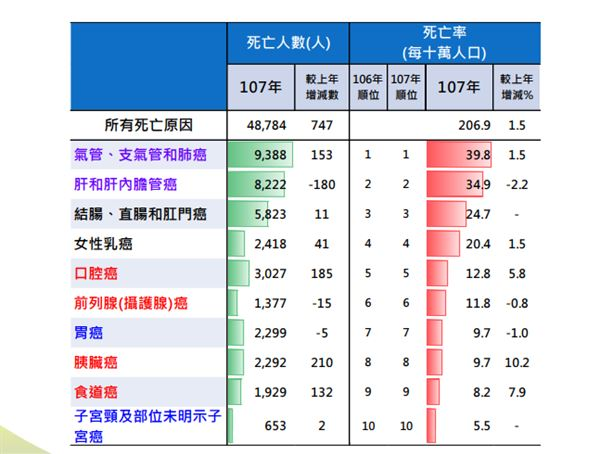 死亡人數(人) 死亡率
(每十萬人口)
107年 較上年
增減數 106年
順位 107年
順位 107年 較上年
增減%
所有死亡原因 48,784 747 206.9 1.5
氣管、支氣管和肺癌 9,388 153 1 1 39.8 1.5
肝和肝內膽管癌 8,222 -180 2 2 34.9 -2.2
結腸、直腸和肛門癌 5,823 11 3 3 24.7 -
女性乳癌 2,418 41 4 4 20.4 1.5
口腔癌 3,027 185 5 5 12.8 5.8
前列腺(攝護腺)癌 1,377 -15 6 6 11.8 -0.8
胃癌 2,299 -5 7 7 9.7 -1.0
胰臟癌 2,292 210 8 8 9.7 10.2
食道癌 1,929 132 9 9 8.2 7.9
子宮頸及部位未明示子
宮癌 653 2 10 10 5.5 -